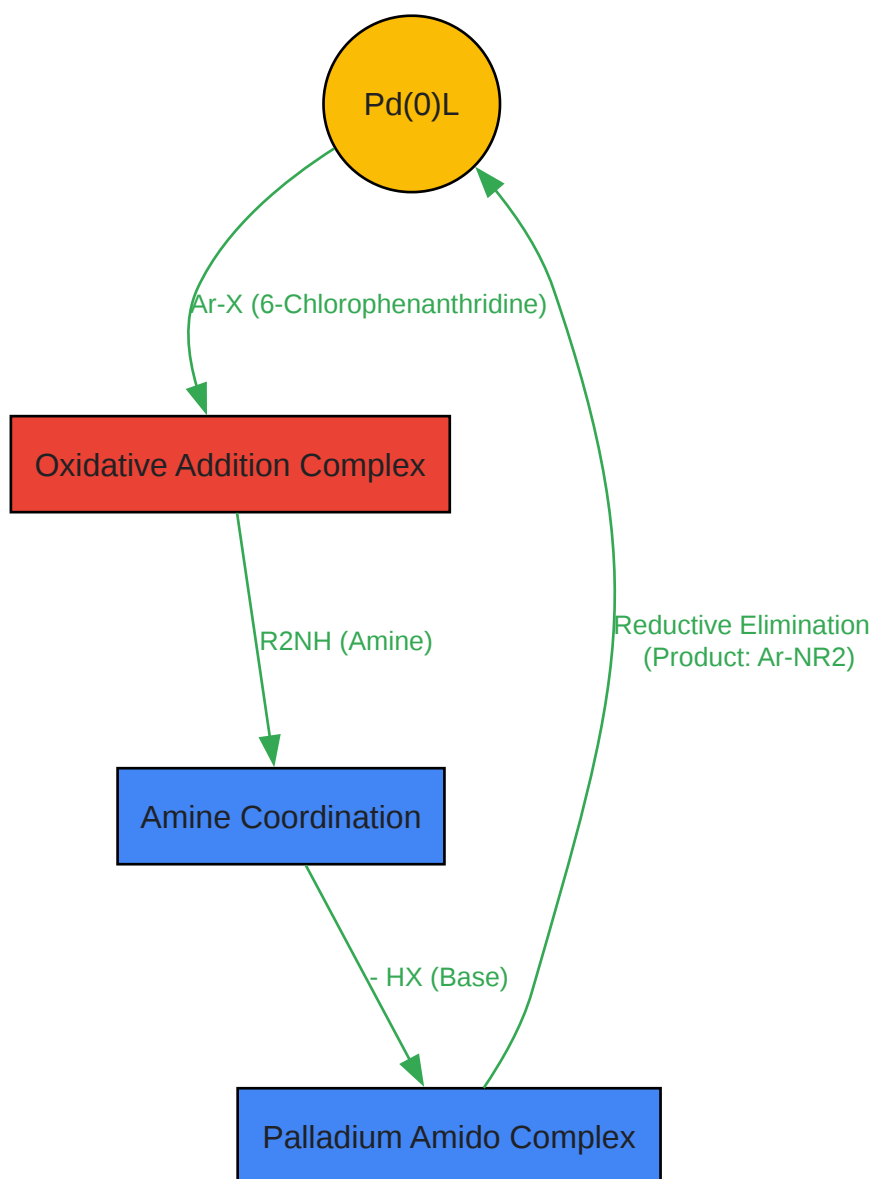 Pd(0)L
Ar-X (6-Chlorophenanthridine)
Oxidative Addition Complex
R2NH (Amine)
Reductive Elimination
(Product: Ar-NR2)
Amine Coordination
- HX (Base)
Palladium Amido Complex